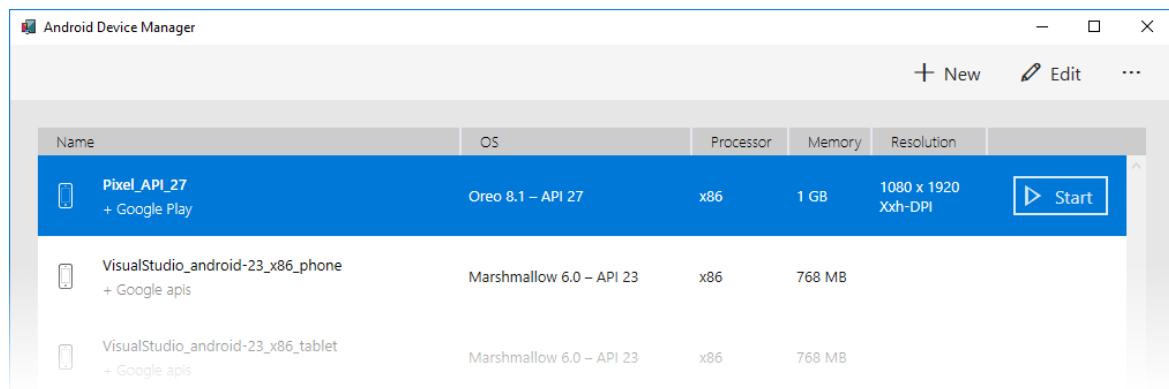 Android Device Manager
New Edit ...
Name OS Processor Memory Resolution
Pixel_API_27
+ Google Play
Oreo 8.1 – API 27 x86 1 GB
1080 x 1920
Xxh-DPI
Start
VisualStudio_android-23_x86_phone
+ Google apis
Marshmallow 6.0 – API 23 x86 768 MB
VisualStudio_android-23_x86_tablet
+ Google apis
Marshmallow 6.0 – API 23 x86 768 MB